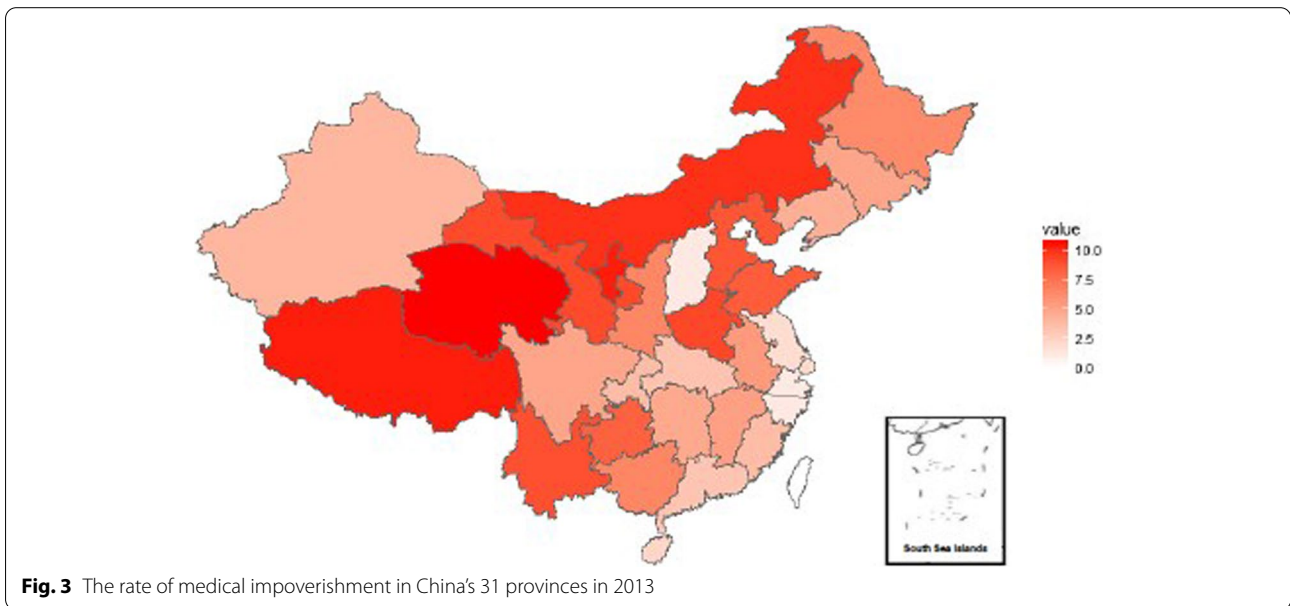 value
10.0
7.5
5.0
2.5
0.0
South Sea Islands
Fig. 3 The rate of medical impoverishment in China's 31 provinces in 2013